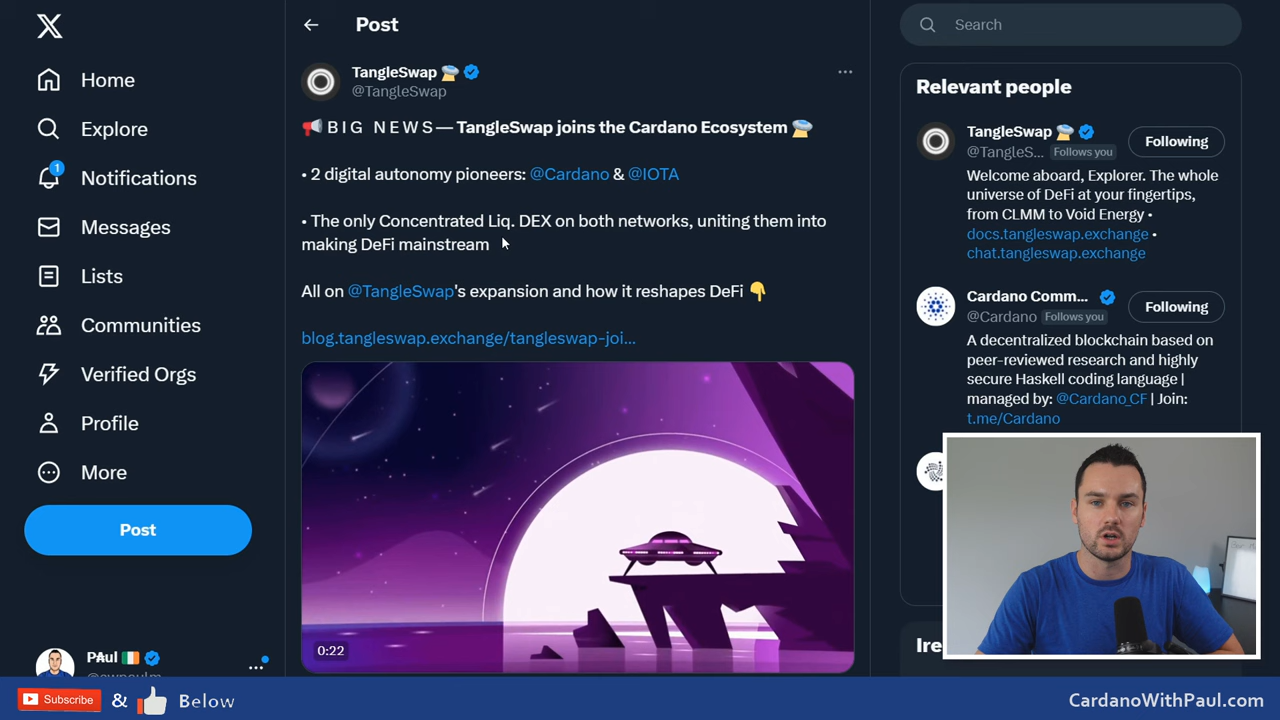 Home
Explore
1
Notifications
Messages
Lists
Communities
Verified Orgs
Profile
More
Post
P₳ul
Post
TangleSwap
@TangleSwap
B I G N E W S — TangleSwap joins the Cardano Ecosystem
• 2 digital autonomy pioneers: @Cardano & @IOTA
• The only Concentrated Liq. DEX on both networks, uniting them into
making DeFi mainstream
All on @TangleSwap's expansion and how it reshapes DeFi
blog.tangleswap.exchange/tangleswap-joi...
0:22
Search
Relevant people
TangleSwap
Following
@TangleS... Follows you
Welcome aboard, Explorer. The whole
universe of DeFi at your fingertips,
from CLMM to Void Energy •
docs.tangleswap.exchange •
chat.tangleswap.exchange
Cardano Comm...
Following
@Cardano Follows you
A decentralized blockchain based on
peer-reviewed research and highly
secure Haskell coding language |
managed by: @Cardano_CF | Join:
t.me/Cardano
Ire
Subscribe & Below
CardanoWithPaul.com